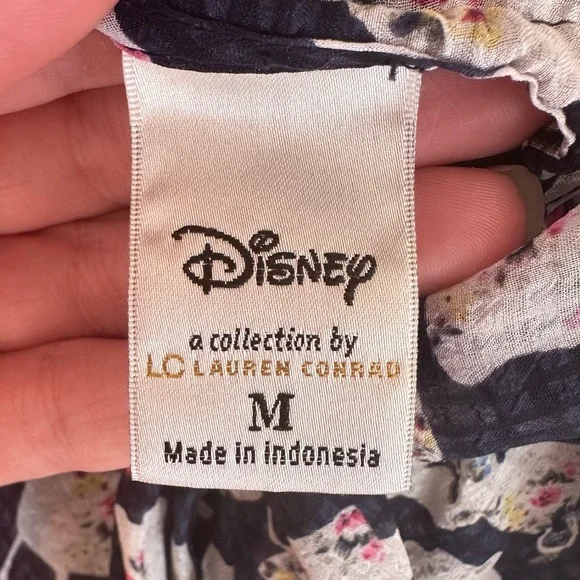 Disney
a collection by
LC LAUREN CONRAD
M
Made in Indonesia